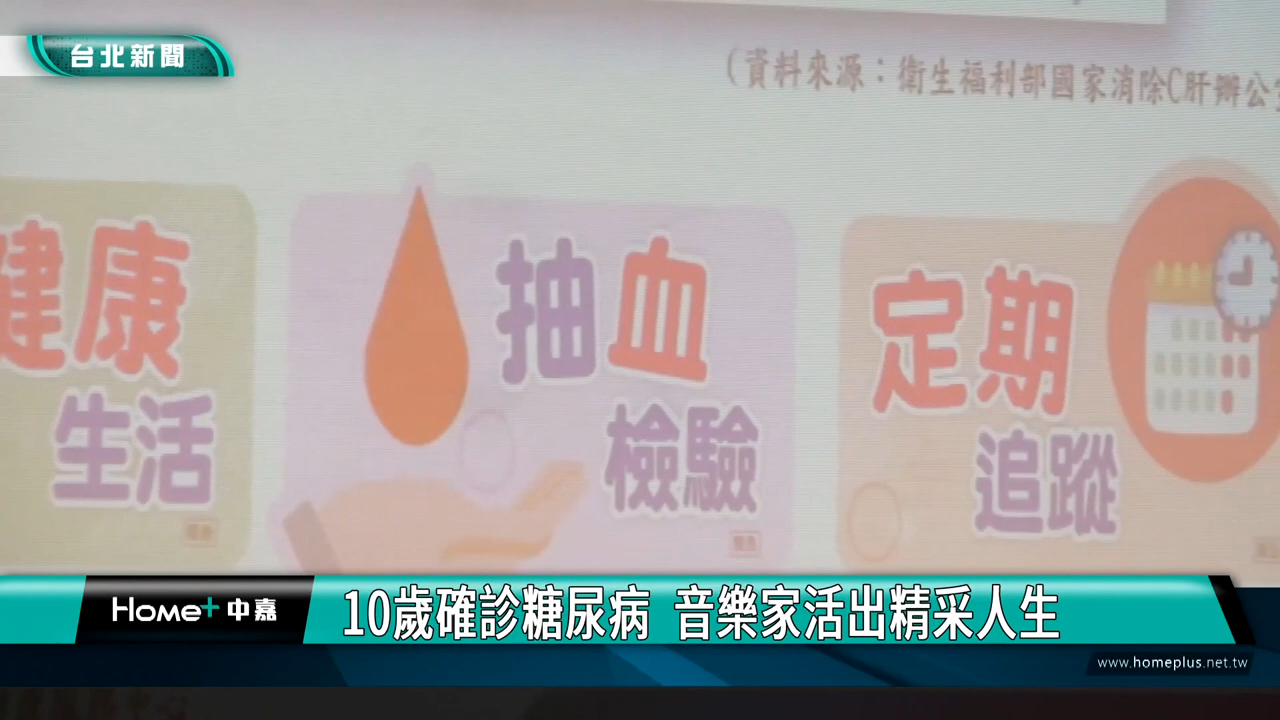 台北新聞
(資料來源：衛生福利部國家消除C肝辦公
健康
生活
抽血
檢驗
定期
追蹤
Home+ 中嘉
10歲確診糖尿病 音樂家活出精采人生
www.homeplus.net.tw